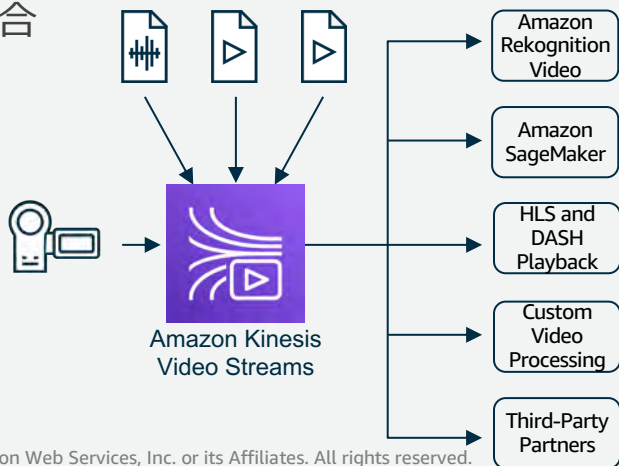 合
Amazon
Rekognition
Video
Amazon
SageMaker
HLS and
DASH
Playback
Amazon Kinesis
Video Streams
Custom
Video
Processing
Third-Party
Partners
on Web Services, Inc. or its Affiliates. All rights reserved.